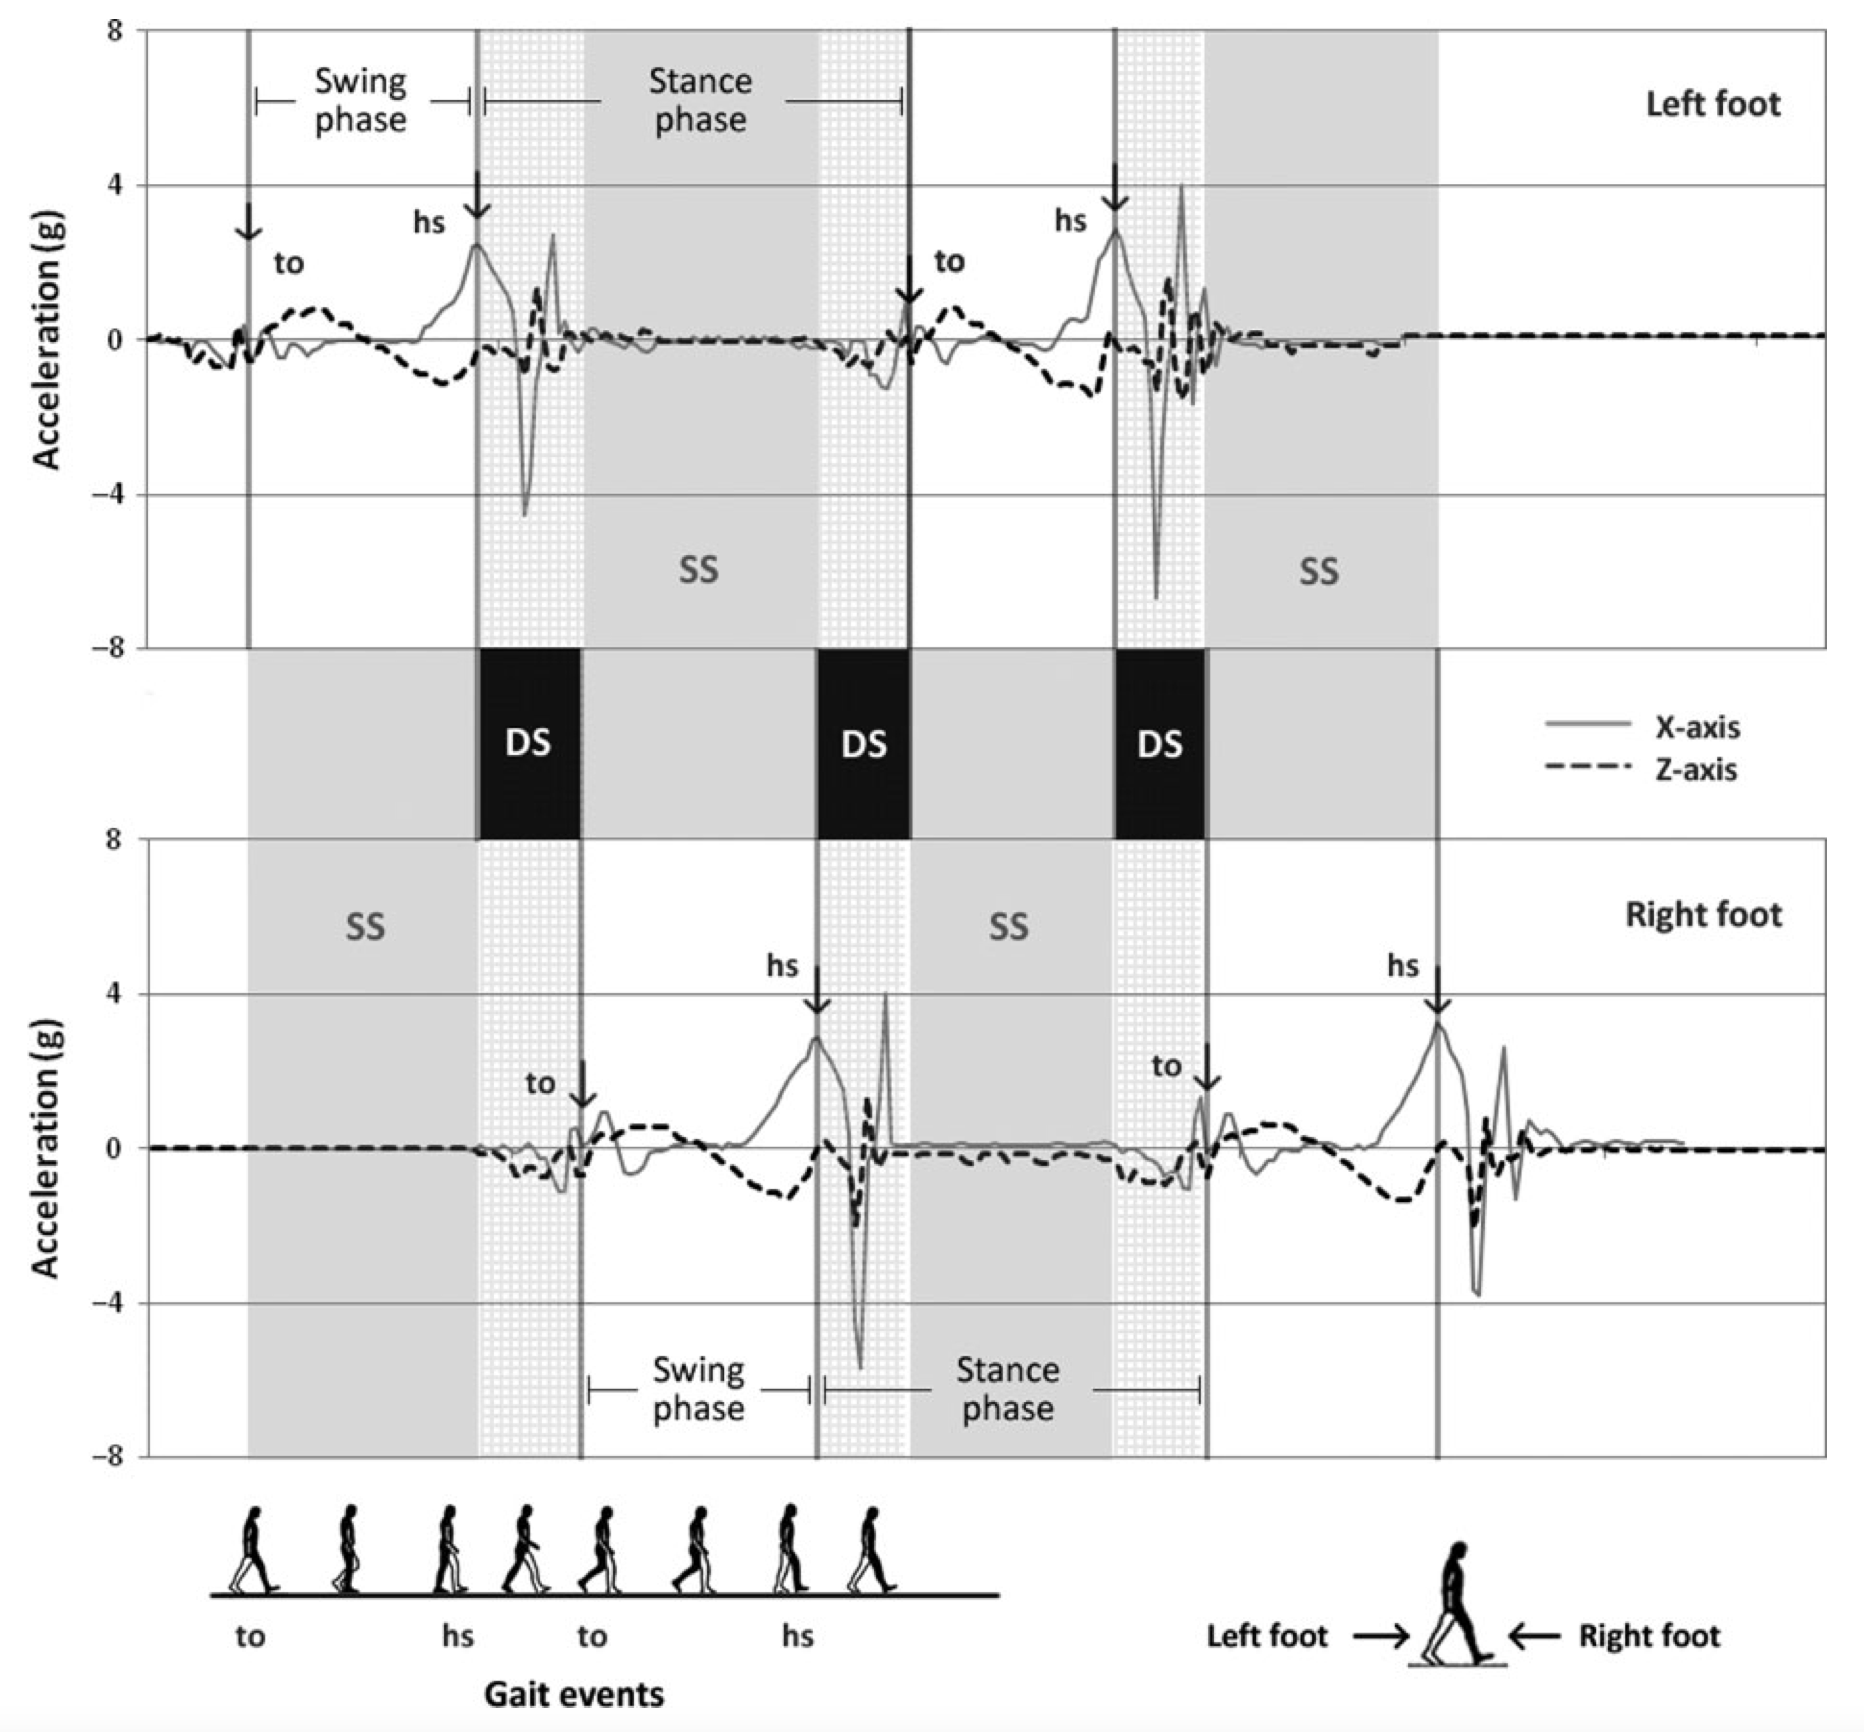 8
Swing
phase
Stance
phase
Left foot
4
hs
to
hs
to
0
−4
SS
SS
−8
Acceleration (g)
DS
DS
DS
X-axis
Z-axis
8
SS
SS
Right foot
hs
hs
4
to
to
0
−4
Swing
phase
Stance
phase
−8
Acceleration (g)
to
hs
to
hs
Left foot
Right foot
Gait events